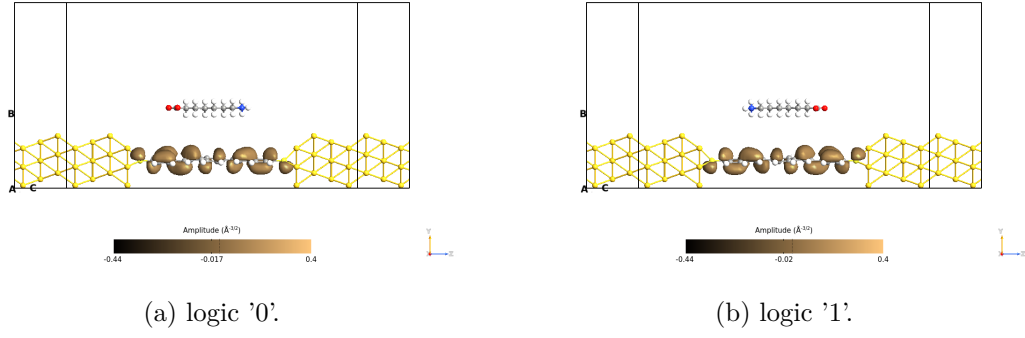 B
A C
Amplitude (Å^-3/2)
-0.44 -0.017 0.4
Y
X Z
(a) logic '0'.
B
A C
Amplitude (Å^-3/2)
-0.44 -0.02 0.4
Y
X Z
(b) logic '1'.